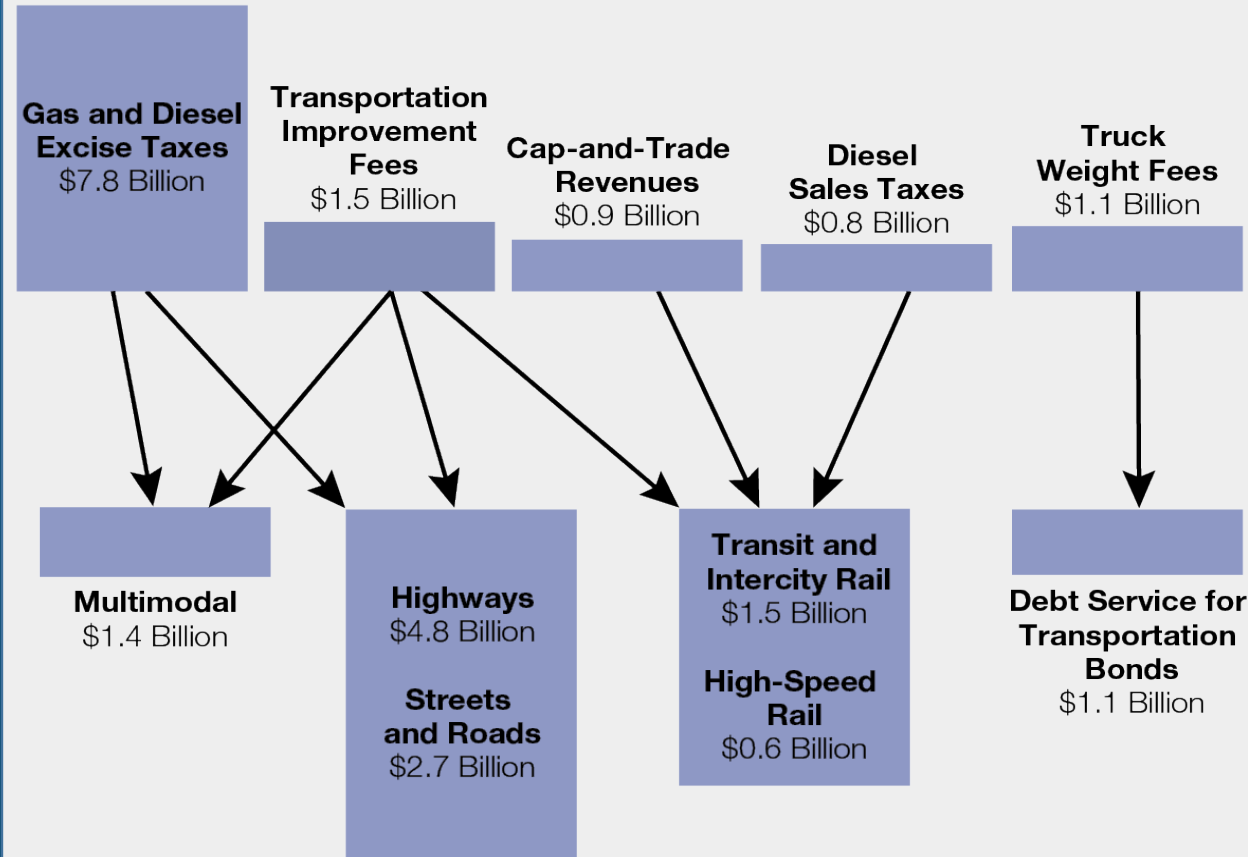 Gas and Diesel
Excise Taxes
$7.8 Billion
Transportation
Improvement
Fees
$1.5 Billion
Cap-and-Trade
Revenues
$0.9 Billion
Diesel
Sales Taxes
$0.8 Billion
Truck
Weight Fees
$1.1 Billion
Multimodal
$1.4 Billion
Highways
$4.8 Billion
Streets
and Roads
$2.7 Billion
Transit and
Intercity Rail
$1.5 Billion
High-Speed
Rail
$0.6 Billion
Debt Service for
Transportation
Bonds
$1.1 Billion